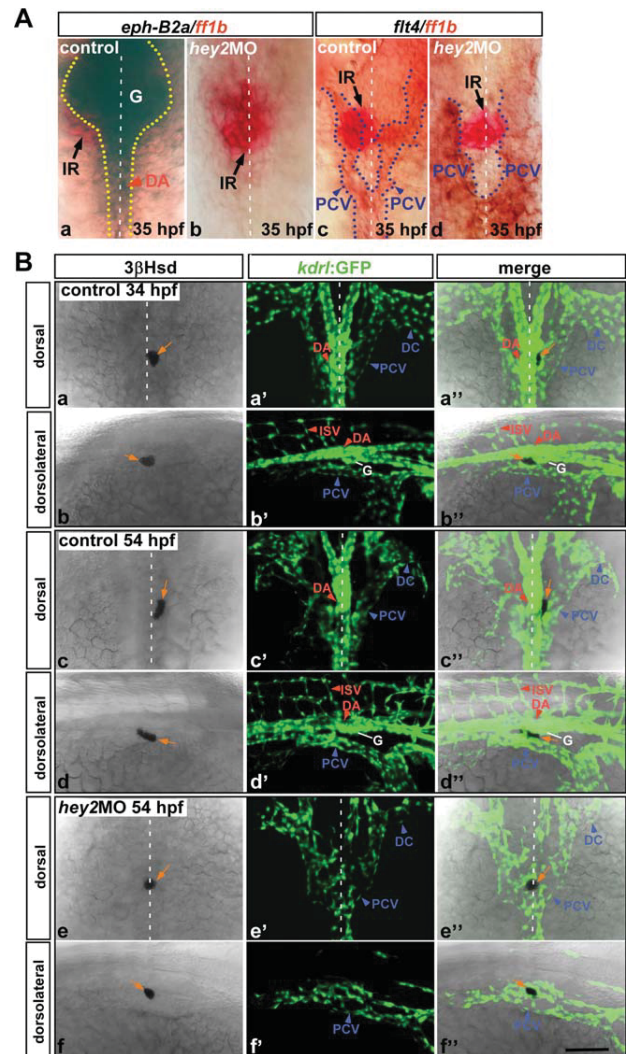 A
eph-B2a/ff1b flt4/ff1b
control hey2MO control hey2MO
G IR IR IR
IR DA PCV PCV PCV PCV
a 35 hpf b 35 hpf c 35 hpf d 35 hpf
B
3βHsd kdrl:GFP merge
dorsal
control 34 hpf
DA DC PCV DA DC PCV
a a' a''
dorsolateral
ISV DA G PCV ISV DA G PCV
b b' b''
dorsal
control 54 hpf
DC DA PCV DC DA PCV
c c' c''
dorsolateral
ISV DA G PCV ISV DA G PCV
d d' d''
dorsal
hey2MO 54 hpf
DC PCV DC PCV
e e' e''
dorsolateral
PCV PCV
f f' f''